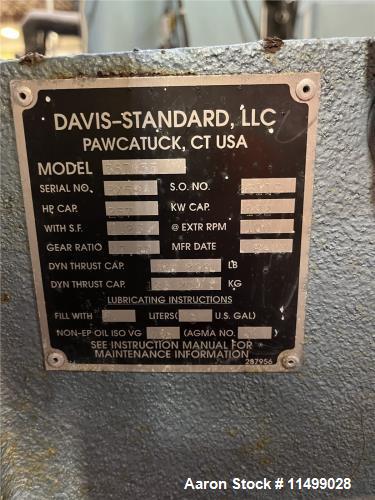 DAVIS-STANDARD, LLC
PAWCATUCK, CT USA
MODEL
SERIAL NO. S.O. NO.
HP CAP. KW CAP.
WITH S.F. @ EXTR RPM
GEAR RATIO MFR DATE
DYN THRUST CAP. LB
DYN THRUST CAP. KG
LUBRICATING INSTRUCTIONS
FILL WITH LITERS( U.S. GAL)
NON-EP OIL ISO VG (AGMA NO. )
SEE INSTRUCTION MANUAL FOR
MAINTENANCE INFORMATION
287956
Aaron Stock #11499028